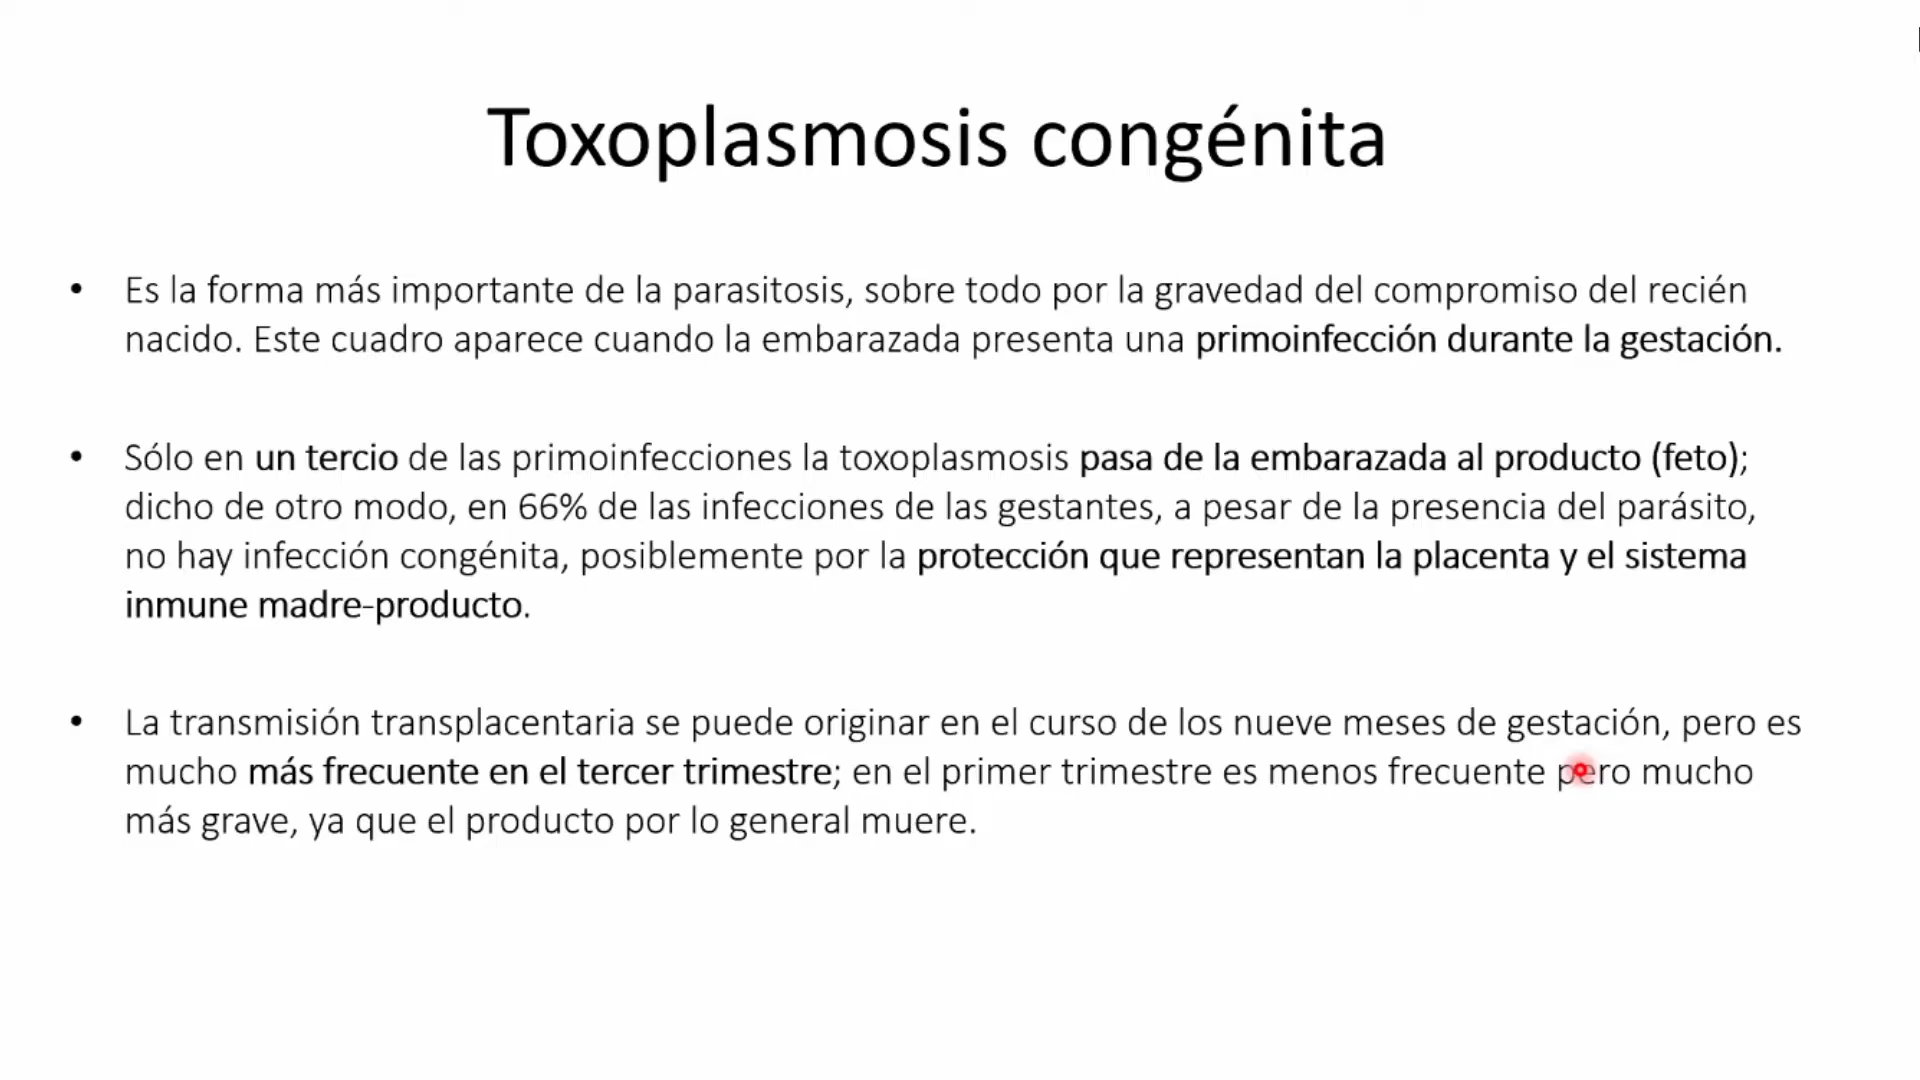 Toxoplasmosis congénita
• Es la forma más importante de la parasitosis, sobre todo por la gravedad del compromiso del recién
nacido. Este cuadro aparece cuando la embarazada presenta una primoinfección durante la gestación.
• Sólo en un tercio de las primoinfecciones la toxoplasmosis pasa de la embarazada al producto (feto);
dicho de otro modo, en 66% de las infecciones de las gestantes, a pesar de la presencia del parásito,
no hay infección congénita, posiblemente por la protección que representan la placenta y el sistema
inmune madre-producto.
• La transmisión transplacentaria se puede originar en el curso de los nueve meses de gestación, pero es
mucho más frecuente en el tercer trimestre; en el primer trimestre es menos frecuente pero mucho
más grave, ya que el producto por lo general muere.